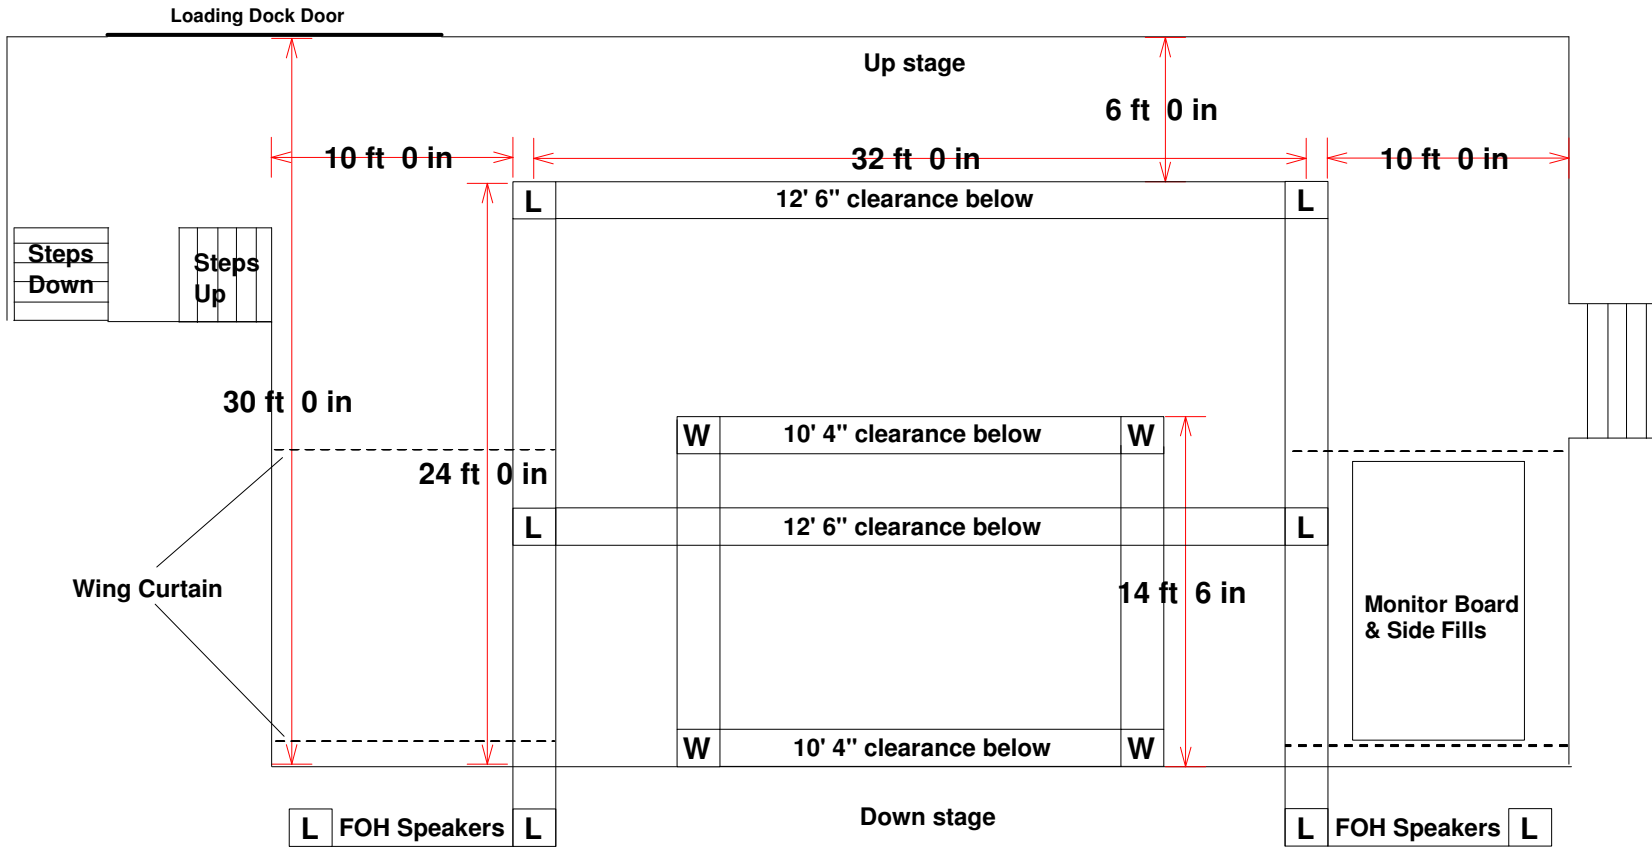 Loading Dock Door
Up stage
6 ft 0 in
10 ft 0 in
32 ft 0 in
10 ft 0 in
L
12' 6" clearance below
L
Steps
Down
Steps
Up
30 ft 0 in
W
10' 4" clearance below
W
24 ft 0 in
L
12' 6" clearance below
L
Wing Curtain
14 ft 6 in
Monitor Board
& Side Fills
W
10' 4" clearance below
W
Down stage
L
FOH Speakers
L
L
FOH Speakers
L